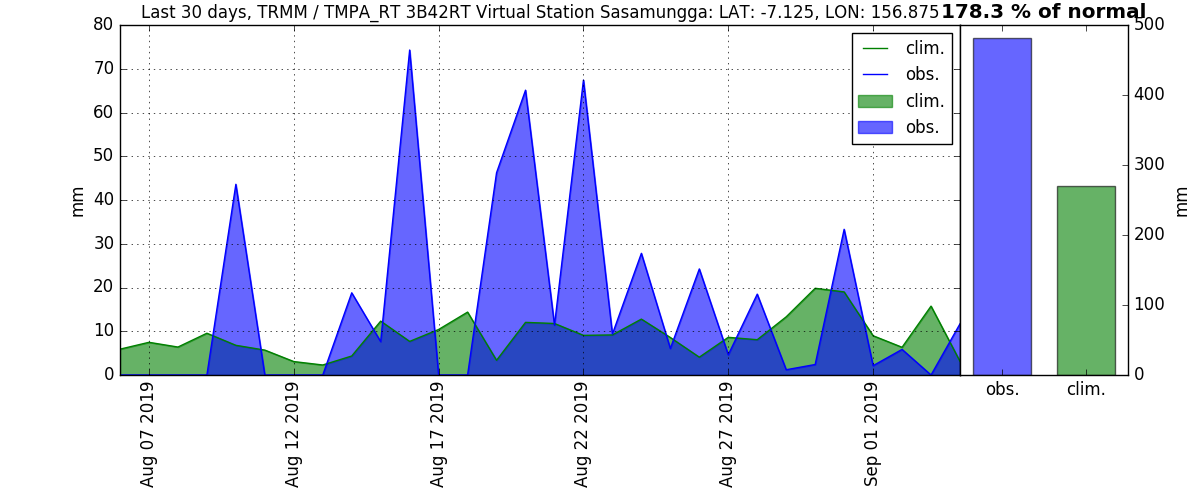 Last 30 days, TRMM / TMPA_RT 3B42RT Virtual Station Sasamungga: LAT: -7.125, LON: 156.875
178.3 % of normal
80
70
60
50
40
30
20
10
0
mm
clim.
obs.
clim.
obs.
500
400
300
200
100
0
mm
obs.
clim.
Aug 07 2019
Aug 12 2019
Aug 17 2019
Aug 22 2019
Aug 27 2019
Sep 01 2019